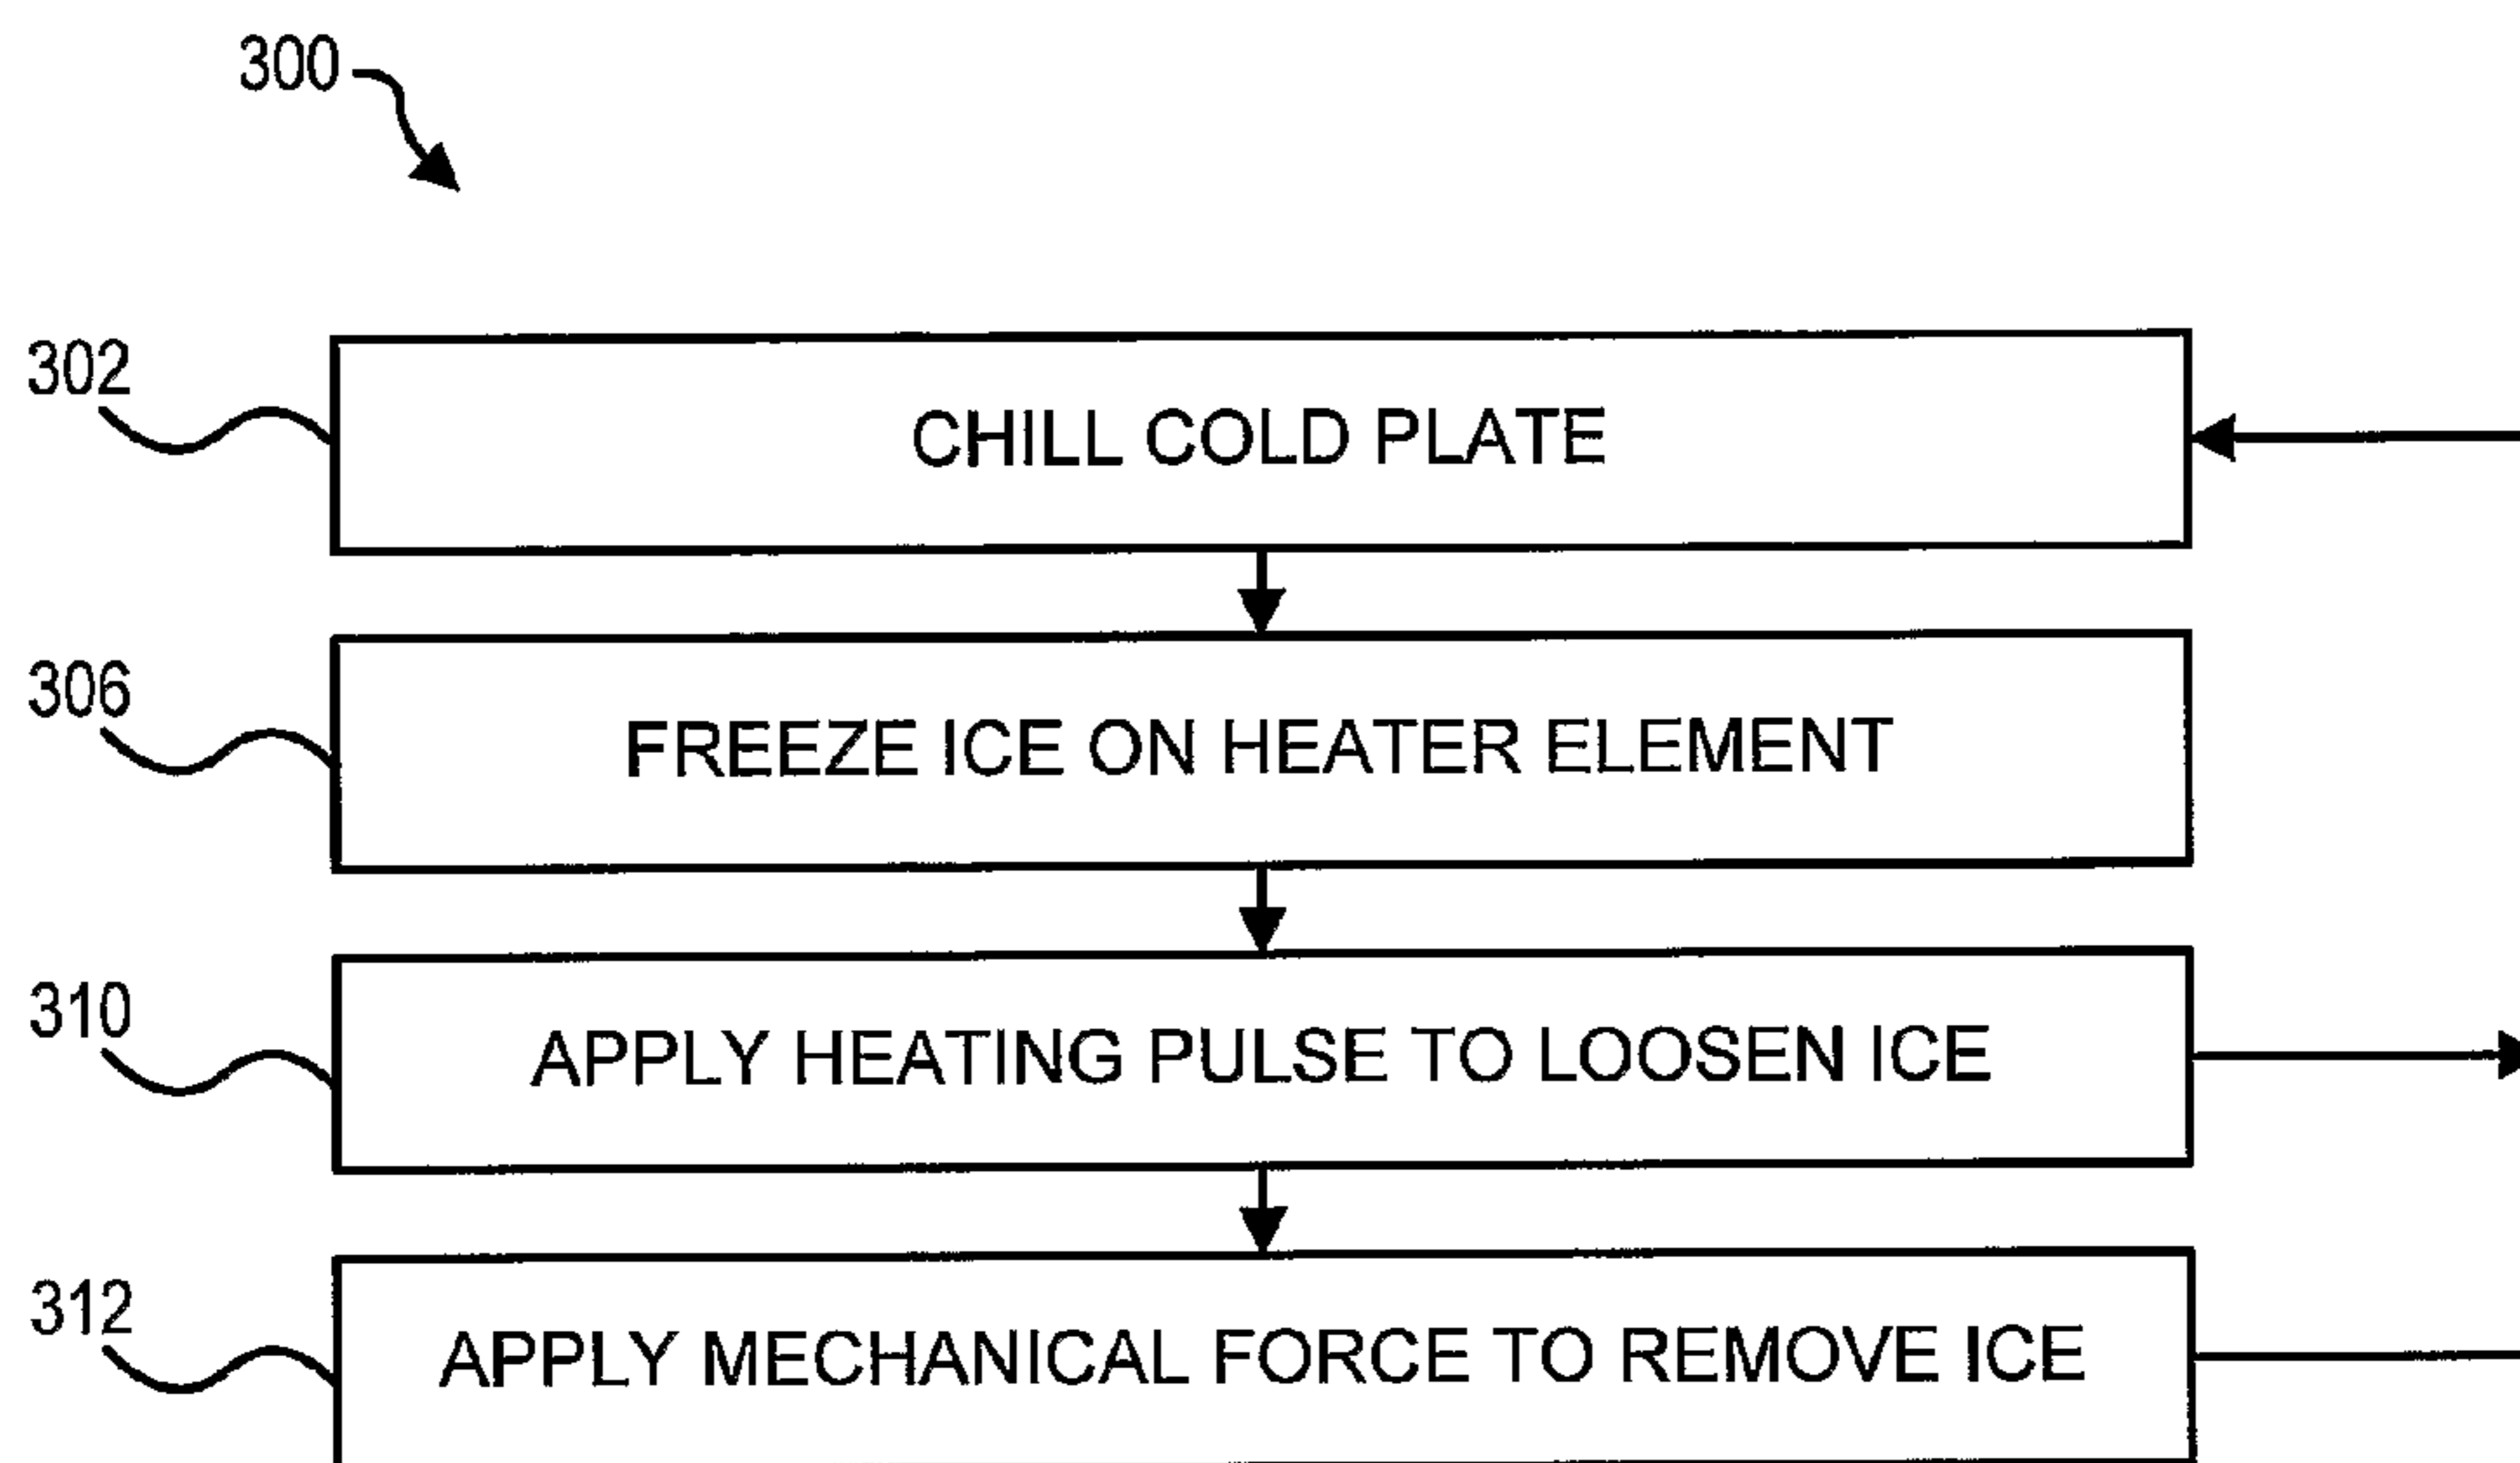 300
302
CHILL COLD PLATE
306
FREEZE ICE ON HEATER ELEMENT
310
APPLY HEATING PULSE TO LOOSEN ICE
312
APPLY MECHANICAL FORCE TO REMOVE ICE